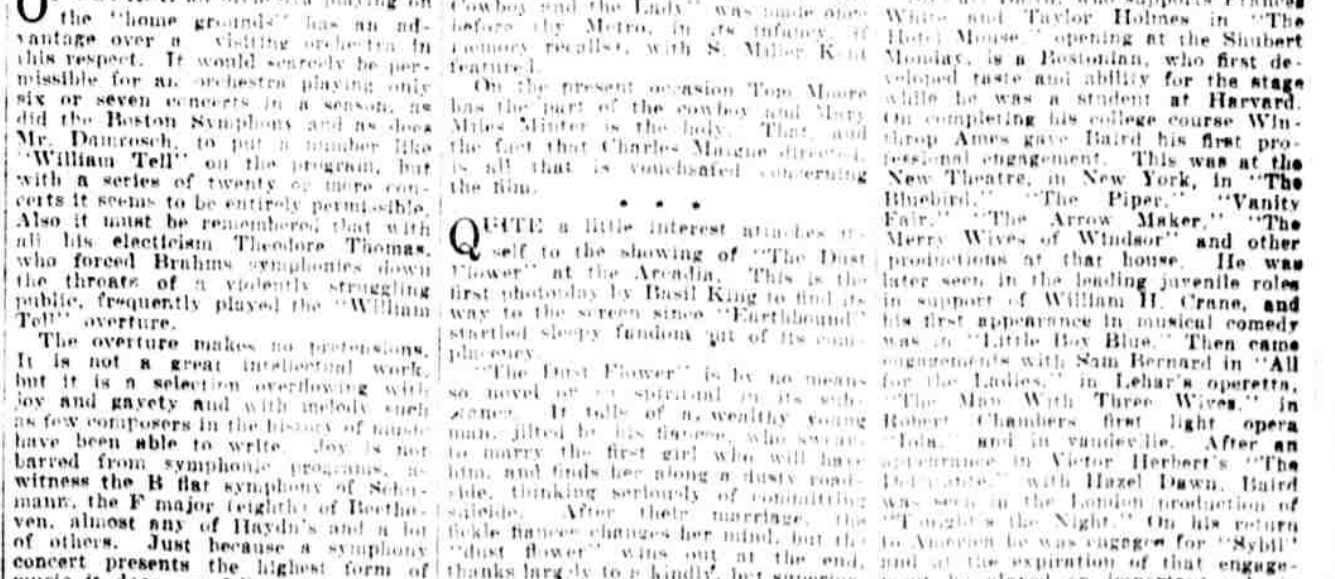 the "home grounds" has an ad-
vantage over a visiting orchestra in
this respect. It would scarcely be per-
missible for an orchestra playing only
six or seven concerts in a season, as
did the Boston Symphony and as does
Mr. Damrosch, to put a number like
"William Tell" on the program, but
with a series of twenty or more con-
certs it seems to be entirely permissible.
Also it must be remembered that with
all his electicism Theodore Thomas,
who forced Brahms symphonies down
the throats of a violently struggling
public, frequently played the "William
Tell" overture.
The overture makes no pretensions.
It is not a great intellectual work,
but it is a selection overflowing with
joy and gayety and with melody such
as few composers in the history of music
have been able to write. Joy is not
barred from symphonic programs, as
witness the B flat symphony of Schu-
mann, the F major (eighth) of Beetho-
ven, almost any of Haydn's and a lot
of others. Just because a symphony
concert presents the highest form of
Cowboy and the Lady" was made once
before by Metro, in its infancy, if
memory recalls, with S. Miller Kent
featured.
On the present occasion Tom Moore
has the part of the cowboy and Mary
Miles Minter is the lady. That, and
the fact that Charles Maigne directed,
is all that is vouchsafed concerning
the film.
• • •
QUITE a little interest attaches it-
self to the showing of "The Dust
Flower" at the Arcadia. This is the
first photoplay by Basil King to find its
way to the screen since "Earthbound"
startled sleepy fandom out of its com-
placency.
"The Dust Flower" is by no means
so novel or so spiritual in its sub-
stance. It tells of a wealthy young
man, jilted by his fiancee, who swears
to marry the first girl who will have
him, and finds her along a dusty road-
side, thinking seriously of committing
suicide. After their marriage, the
fickle fiancee changes her mind, but the
"dust flower" wins out at the end,
thanks largely to a kindly, but superior
White and Taylor Holmes in "The
Hotel Mouse," opening at the Shubert
Monday, is a Bostonian, who first de-
veloped taste and ability for the stage
while he was a student at Harvard.
On completing his college course Win-
throp Ames gave Baird his first pro-
fessional engagement. This was at the
New Theatre, in New York, in "The
Bluebird," "The Piper," "Vanity
Fair," "The Arrow Maker," "The
Merry Wives of Windsor" and other
productions at that house. He was
later seen in the leading juvenile roles
in support of William H. Crane, and
his first appearance in musical comedy
was in "Little Boy Blue." Then came
engagements with Sam Bernard in "All
for the Ladies," in Lehar's operetta,
"The Man With Three Wives," in
Robert Chambers first light opera
"Iola," and in vaudeville. After an
appearance in Victor Herbert's "The
Debutante," with Hazel Dawn, Baird
was seen in the London production of
"Tonight's the Night." On his return
to America he was engaged for "Sybil"
and at the expiration of that engage-